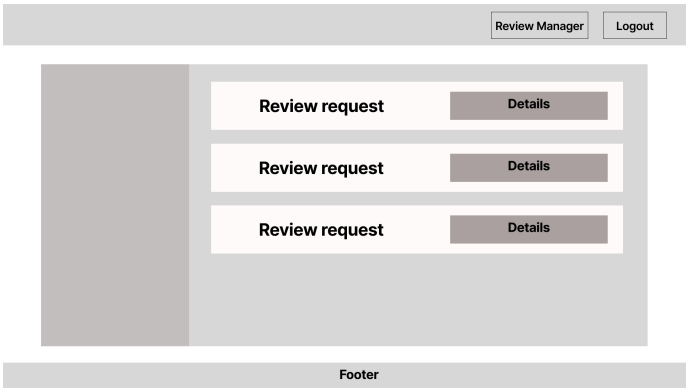 Review Manager
Logout
Review request
Details
Review request
Details
Review request
Details
Footer